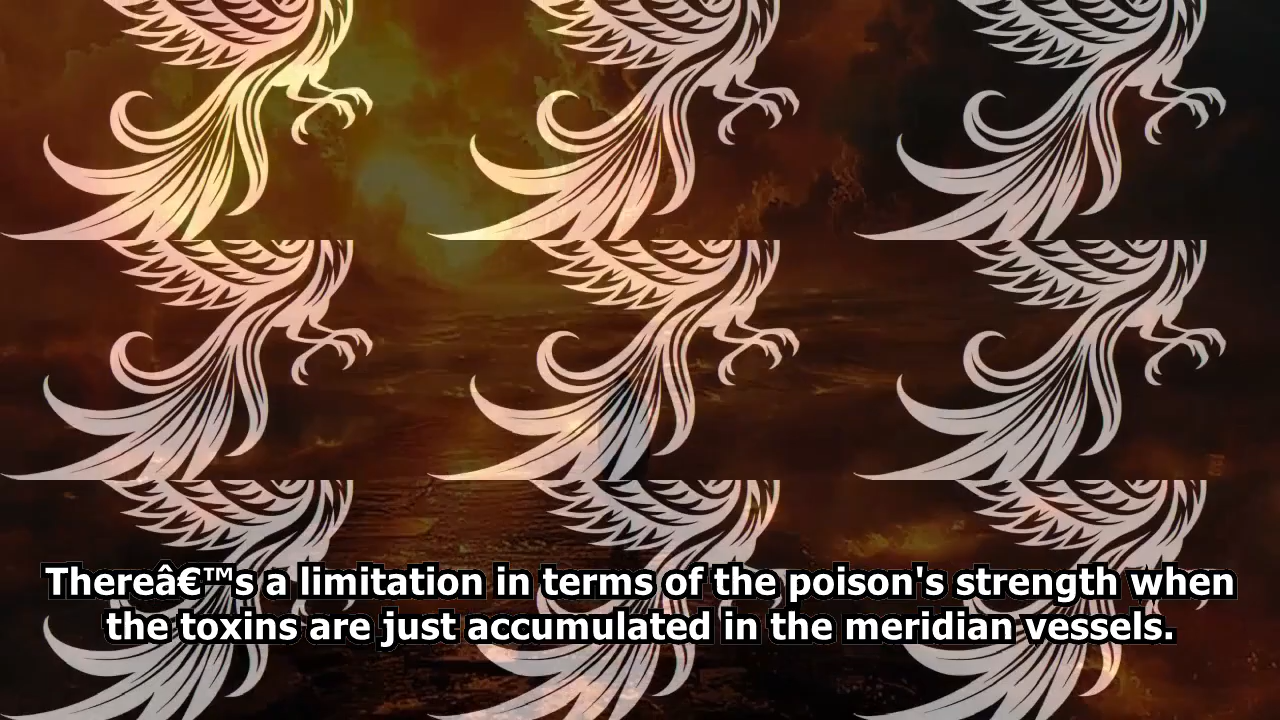 Thereâ€™s a limitation in terms of the poison's strength when
the toxins are just accumulated in the meridian vessels.